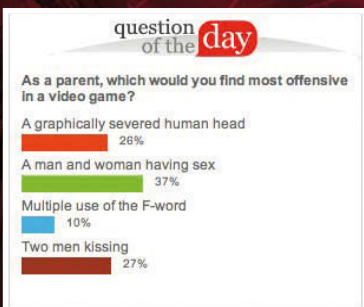 question
of the day
As a parent, which would you find most offensive
in a video game?
A graphically severed human head
26%
A man and woman having sex
37%
Multiple use of the F-word
10%
Two men kissing
27%